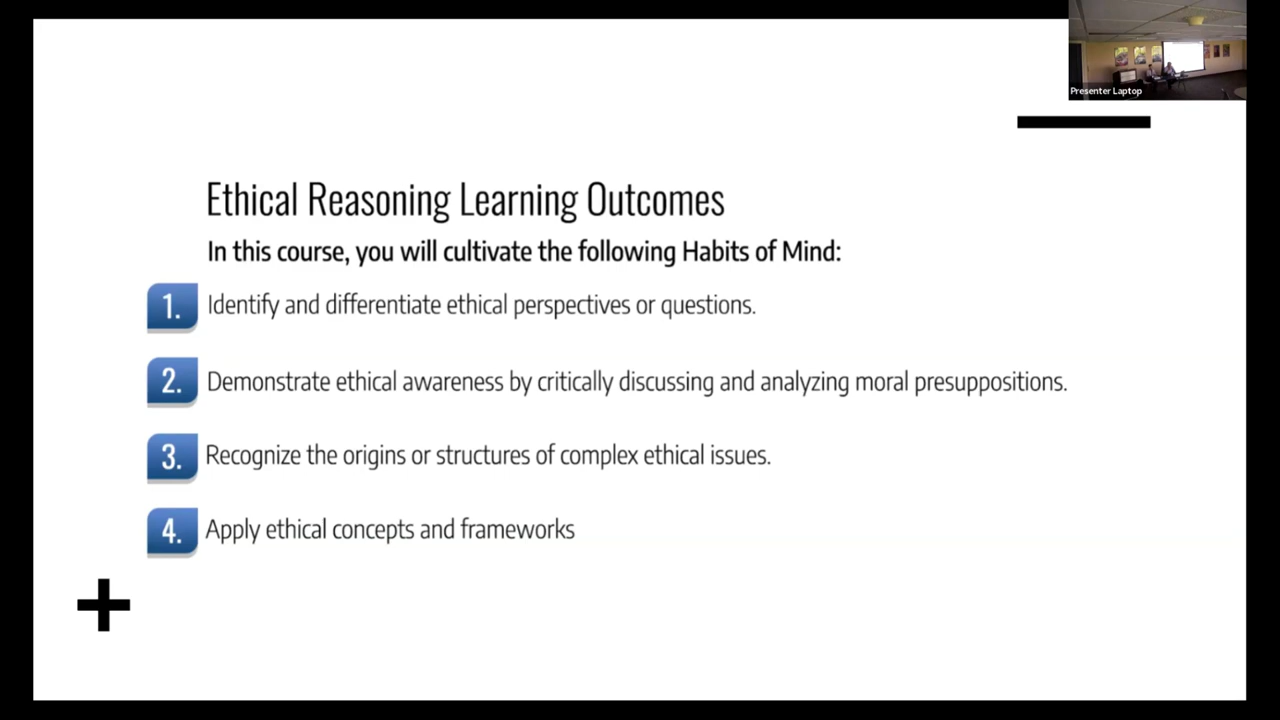 Presenter Laptop
Ethical Reasoning Learning Outcomes
In this course, you will cultivate the following Habits of Mind:
1. Identify and differentiate ethical perspectives or questions.
2. Demonstrate ethical awareness by critically discussing and analyzing moral presuppositions.
3. Recognize the origins or structures of complex ethical issues.
4. Apply ethical concepts and frameworks